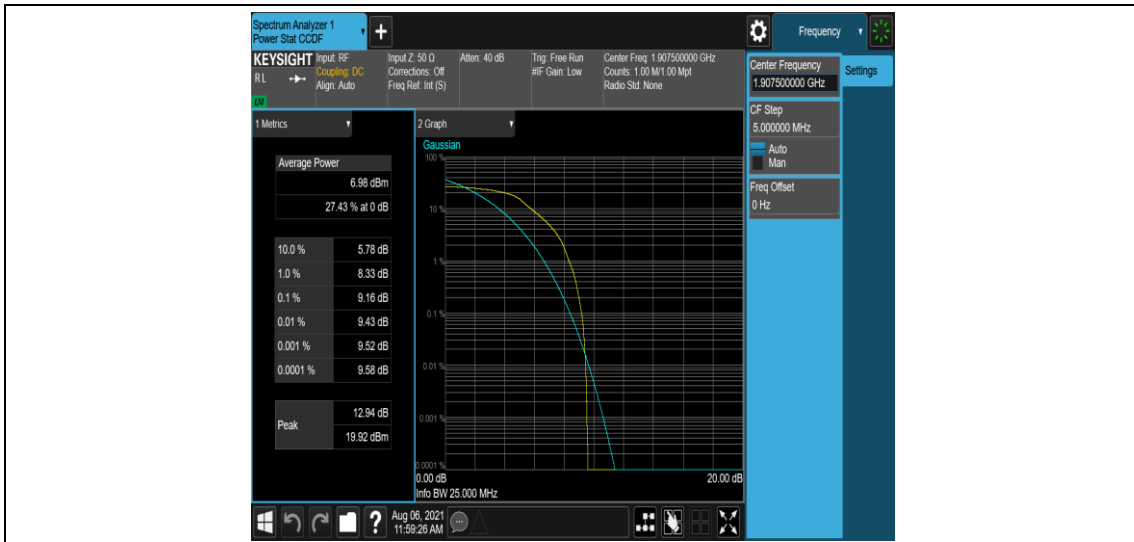 Spectrum Analyzer 1
Power Stat CCDF
+
Frequency
KEYSIGHT
RL
LM
Input: RF
Coupling: DC
Align: Auto
Input Z: 50 Ω
Corrections: Off
Freq Ref: Int (S)
Atten: 40 dB
Trig: Free Run
#IF Gain: Low
Center Freq: 1.907500000 GHz
Counts: 1.00 M/1.00 Mpt
Radio Std: None
Center Frequency
1.907500000 GHz
Settings
CF Step
5.000000 MHz
Auto
Man
Freq Offset
0 Hz
1 Metrics
Average Power
6.98 dBm
27.43 % at 0 dB
10.0 % 5.78 dB
1.0 % 8.33 dB
0.1 % 9.16 dB
0.01 % 9.43 dB
0.001 % 9.52 dB
0.0001 % 9.58 dB
Peak
12.94 dB
19.92 dBm
2 Graph
Gaussian
100 %
10 %
1 %
0.1 %
0.01 %
0.001 %
0.0001 %
0.00 dB 20.00 dB
Info BW 25.000 MHz
?
Aug 06, 2021
11:59:26 AM